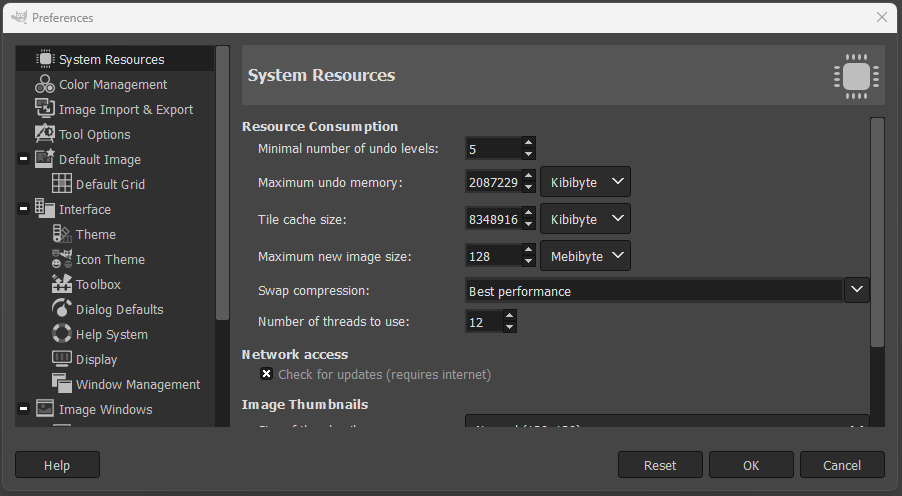 Preferences
System Resources
Color Management
Image Import & Export
Tool Options
Default Image
Default Grid
Interface
Theme
Icon Theme
Toolbox
Dialog Defaults
Help System
Display
Window Management
Image Windows
System Resources
Resource Consumption
Minimal number of undo levels: 5
Maximum undo memory: 2087229 Kibibyte
Tile cache size: 8348916 Kibibyte
Maximum new image size: 128 Mebibyte
Swap compression: Best performance
Number of threads to use: 12
Network access
Check for updates (requires internet)
Image Thumbnails
Help Reset OK Cancel